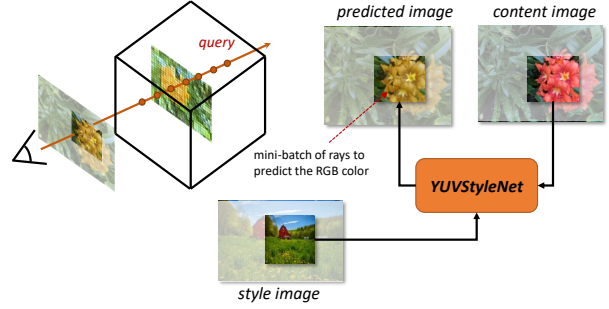 predicted image
content image
query
mini-batch of rays to
predict the RGB color
YUVStyleNet
style image